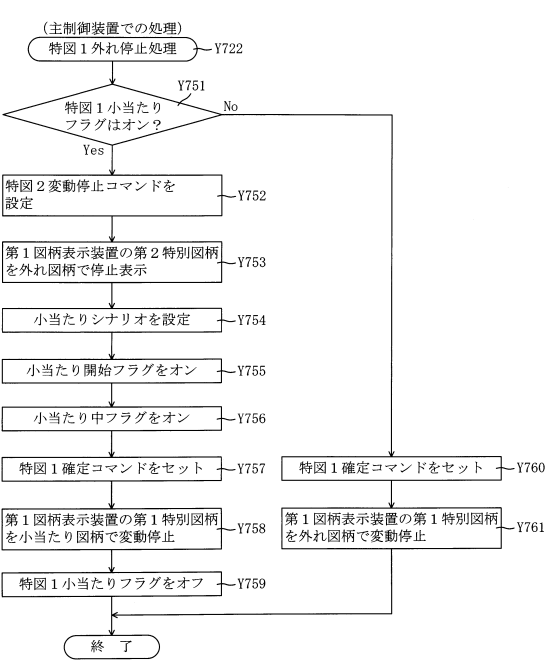 (主制御装置での処理)
特図1外れ停止処理
Y722
Y751
特図1小当たり
フラグはオン？
No
Yes
特図2変動停止コマンドを
設定
Y752
第1図柄表示装置の第2特別図柄
を外れ図柄で停止表示
Y753
小当たりシナリオを設定
Y754
小当たり開始フラグをオン
Y755
小当たり中フラグをオン
Y756
特図1確定コマンドをセット
Y757
特図1確定コマンドをセット
Y760
第1図柄表示装置の第1特別図柄
を小当たり図柄で変動停止
Y758
第1図柄表示装置の第1特別図柄
を外れ図柄で変動停止
Y761
特図1小当たりフラグをオフ
Y759
終 了